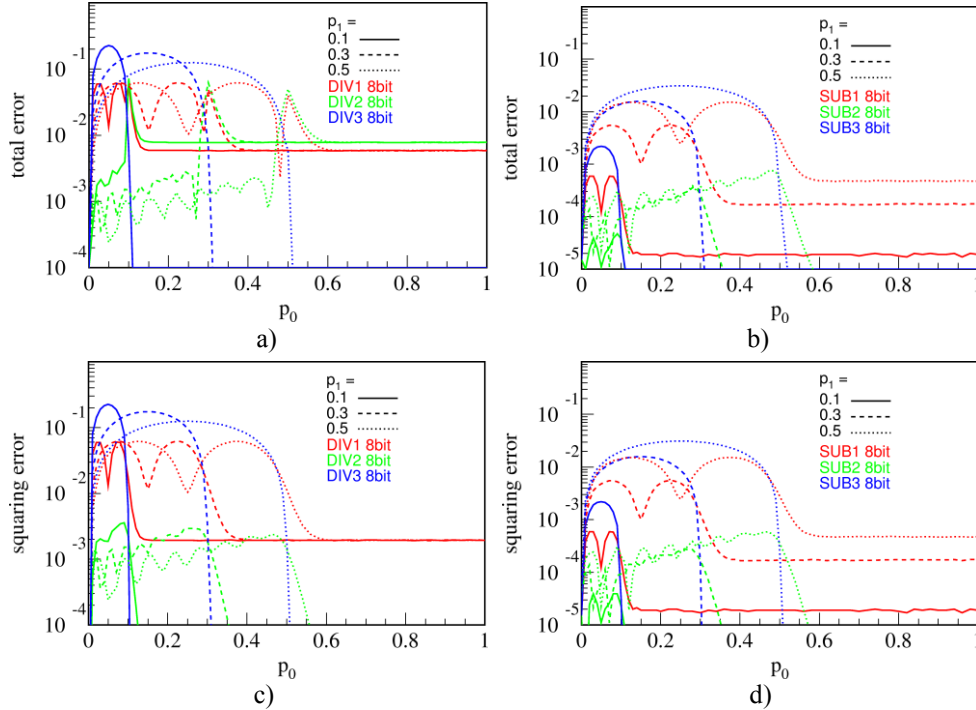 total error
10 -1
10 -2
10 -3
10 -4
p1 =
0.1
0.3
0.5
DIV1 8bit
DIV2 8bit
DIV3 8bit
0 0.2 0.4 0.6 0.8 1
p0
a)
total error
10 -1
10 -2
10 -3
10 -4
10 -5
p1 =
0.1
0.3
0.5
SUB1 8bit
SUB2 8bit
SUB3 8bit
0 0.2 0.4 0.6 0.8 1
p0
b)
squaring error
10 -1
10 -2
10 -3
10 -4
p1 =
0.1
0.3
0.5
DIV1 8bit
DIV2 8bit
DIV3 8bit
0 0.2 0.4 0.6 0.8 1
p0
c)
squaring error
10 -1
10 -2
10 -3
10 -4
10 -5
p1 =
0.1
0.3
0.5
SUB1 8bit
SUB2 8bit
SUB3 8bit
0 0.2 0.4 0.6 0.8 1
p0
d)